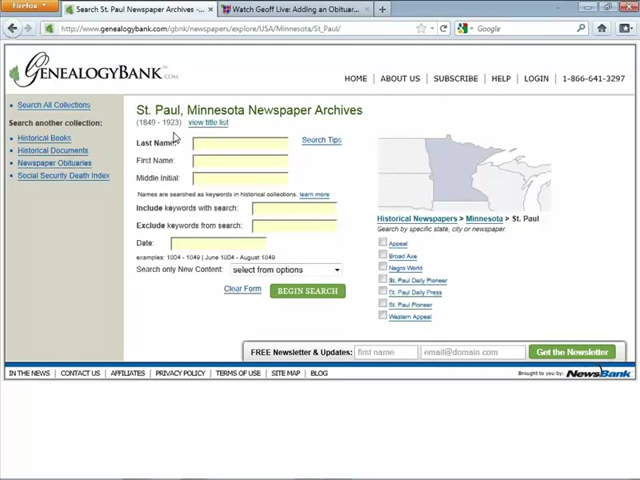 Firefox
Search St. Paul Newspaper Archives -...
Watch Geoff Live: Adding an Obituar...
www.genealogybank.com/gbnk/newspapers/explore/USA/Minnesota/St_Paul/
Google
GENEALOGYBANK.com
HOME | ABOUT US | SUBSCRIBE | HELP | LOGIN | 1-866-641-3297
Search All Collections
Search another collection:
Historical Books
Historical Documents
Newspaper Obituaries
Social Security Death Index
St. Paul, Minnesota Newspaper Archives
(1849 - 1923) view title list
Last Name:
Search Tips
First Name:
Middle Initial:
Names are searched as keywords in historical collections. learn more
Include keywords with search:
Exclude keywords from search:
Date:
examples: 1004 - 1049 | June 1004 - August 1049
Search only New Content: select from options
Clear Form
BEGIN SEARCH
Historical Newspapers > Minnesota > St. Paul
Search by specific state, city or newspaper.
Appeal
Broad Axe
Negro World
St. Paul Daily Pioneer
St. Paul Daily Press
St. Paul Pioneer
Western Appeal
FREE Newsletter & Updates: first name email@domain.com Get the Newsletter
IN THE NEWS | CONTACT US | AFFILIATES | PRIVACY POLICY | TERMS OF USE | SITE MAP | BLOG
Brought to you by: NewsBank